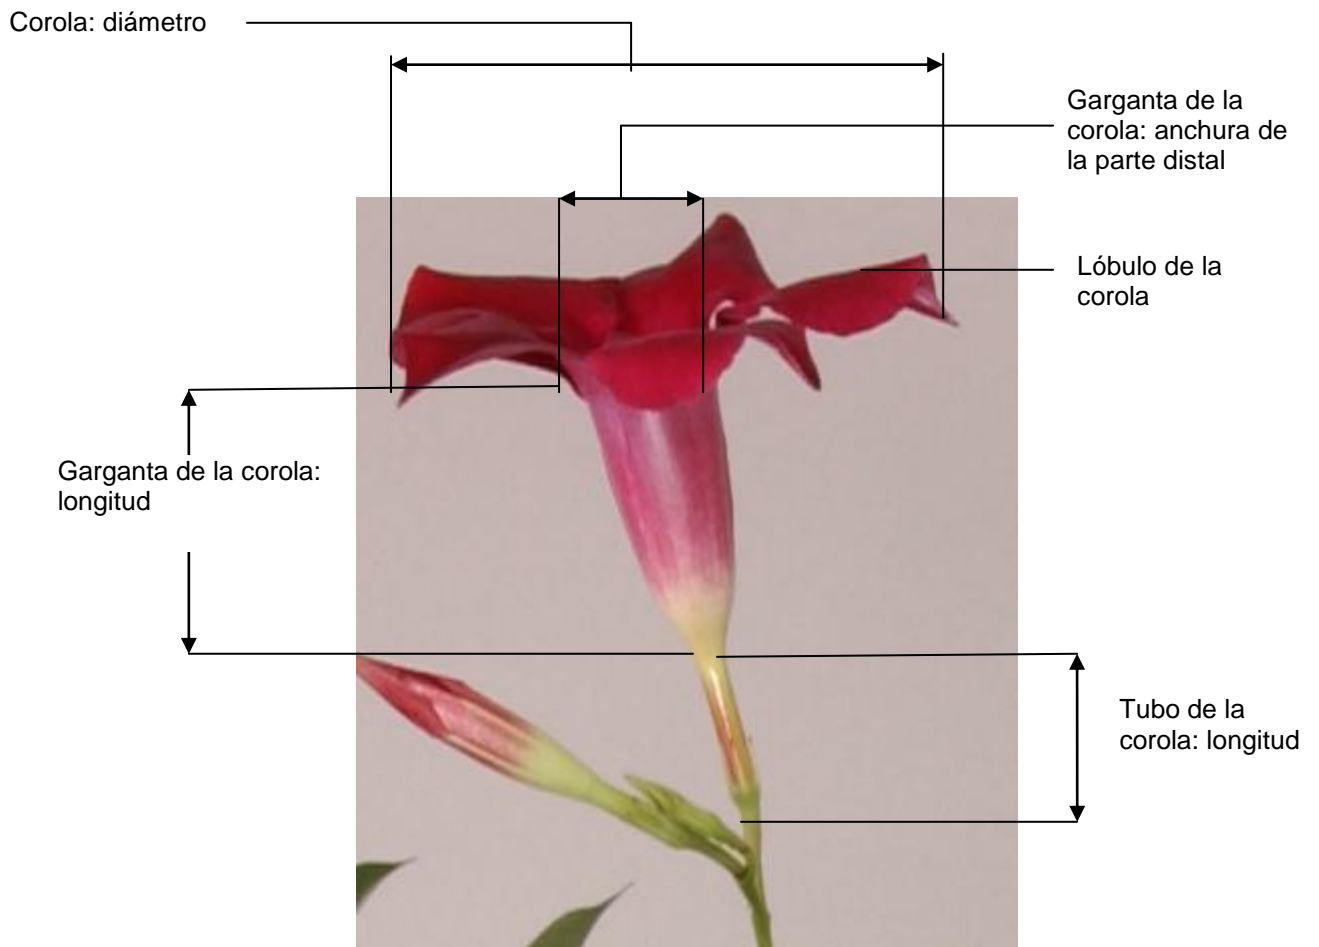 Corola: diámetro
Garganta de la
corola: anchura de
la parte distal
Lóbulo de la
corola
Garganta de la corola:
longitud
Tubo de la
corola: longitud